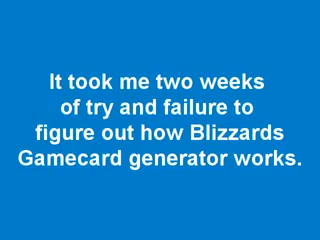 It took me two weeks
of try and failure to
figure out how Blizzards
Gamecard generator works.